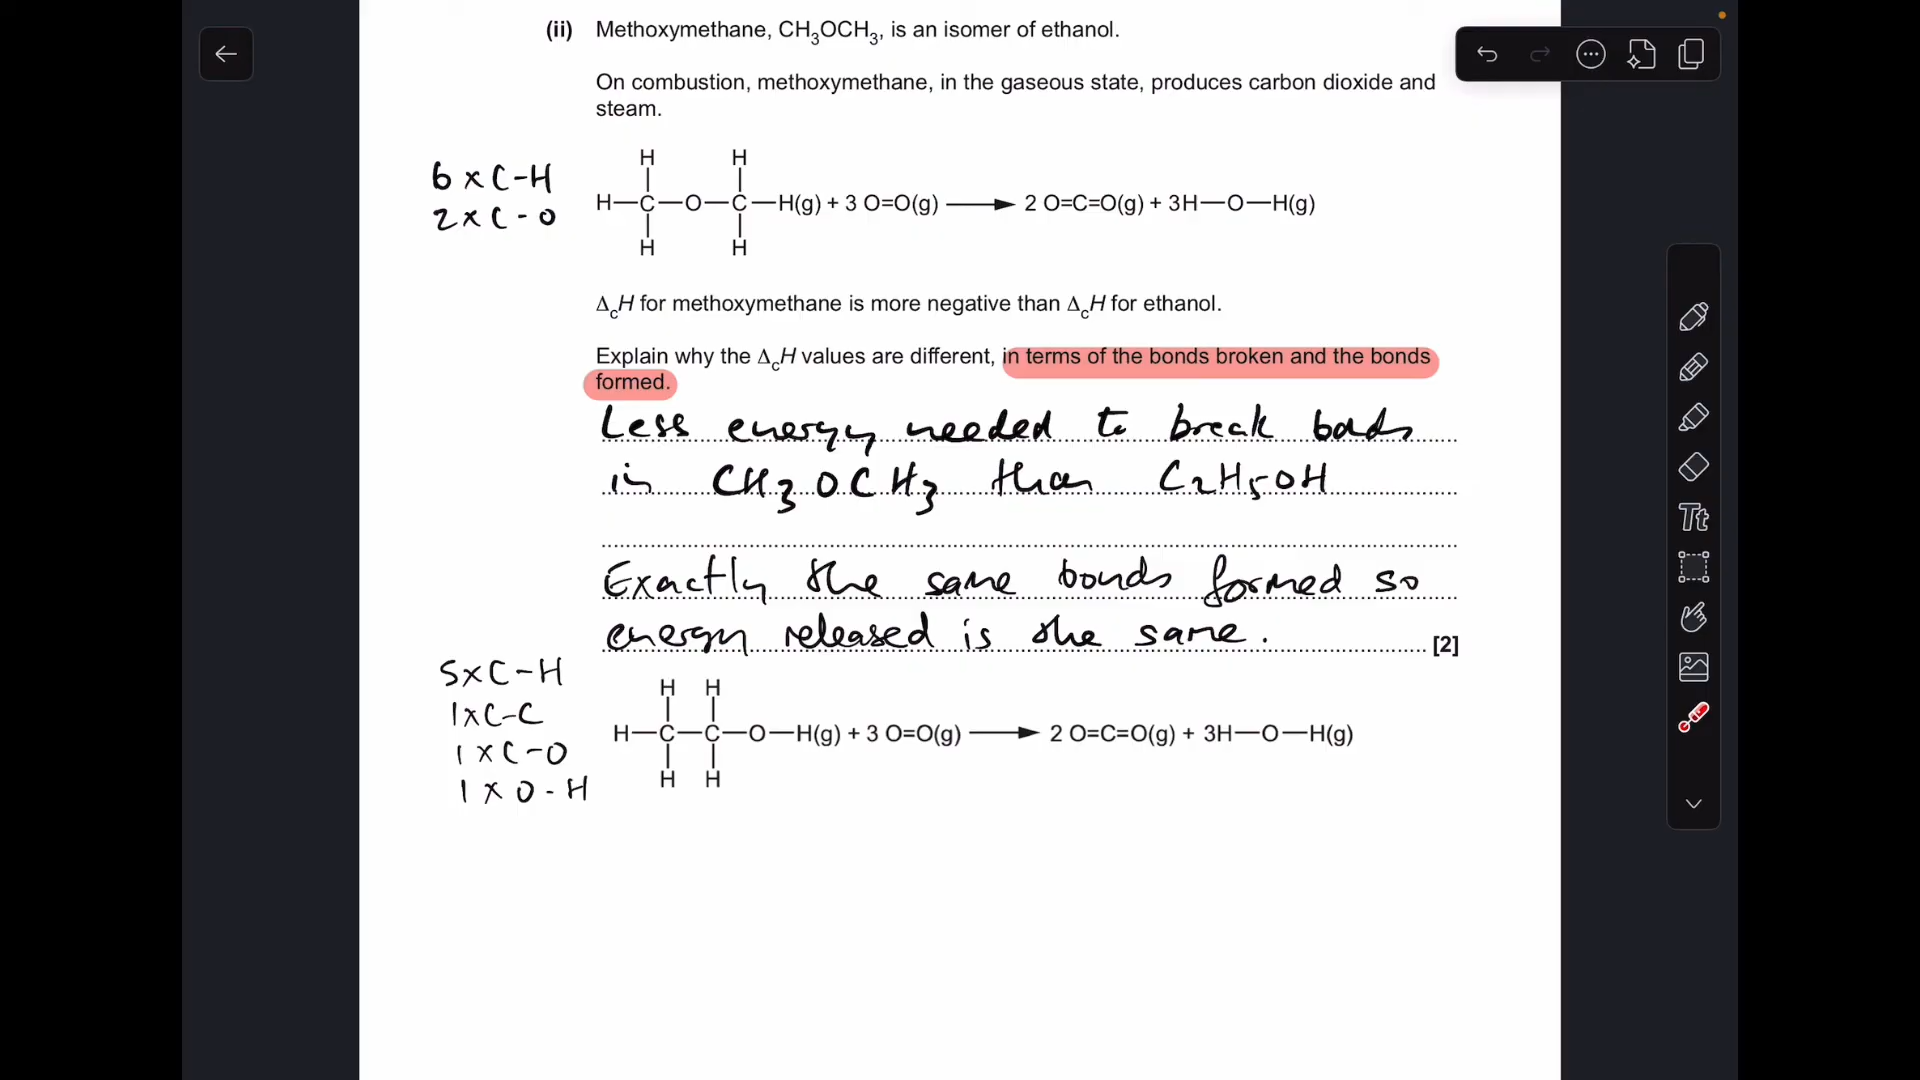 (ii) Methoxymethane, CH₃OCH₃, is an isomer of ethanol.
On combustion, methoxymethane, in the gaseous state, produces carbon dioxide and
steam.
6 x C-H
2 x C-O
H H
H—C—O—C—H(g) + 3 O=O(g) ⟶ 2 O=C=O(g) + 3H—O—H(g)
H H
ΔcH for methoxymethane is more negative than ΔcH for ethanol.
Explain why the ΔcH values are different, in terms of the bonds broken and the bonds
formed.
Less energy needed to break bonds
in CH₃OCH₃ than C₂H₅OH
Exactly the same bonds formed so
energy released is the same.
[2]
5xC-H
1xC-C
1xC-O
1xO-H
H H
H—C—C—O—H(g) + 3 O=O(g) ⟶ 2 O=C=O(g) + 3H—O—H(g)
H H
Tt